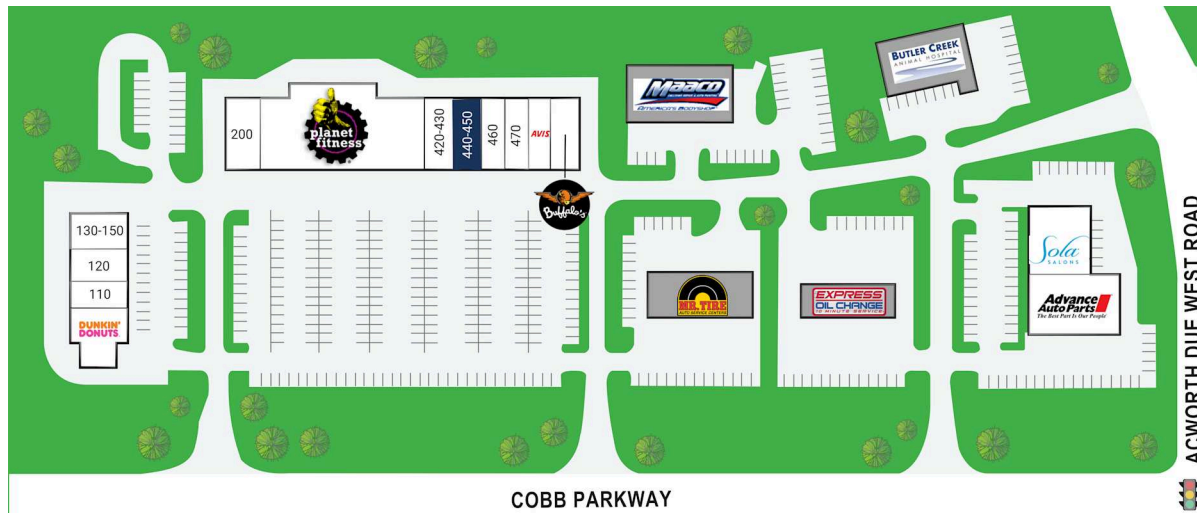 BUTLER CREEK
ANIMAL HOSPITAL
Maaco
AMERICA'S BODYSHOP
200
planet
fitness
420-430
440-450
460
470
AVIS
Buffalo's
130-150
120
110
DUNKIN'
DONUTS
MR. TIRE
AUTO SERVICE CENTERS
EXPRESS
OIL CHANGE
10 MINUTE SERVICE
Sola
SALONS
Advance
Auto Parts
The Best Part Is Our People
ACWORTH DUE WEST ROAD
COBB PARKWAY